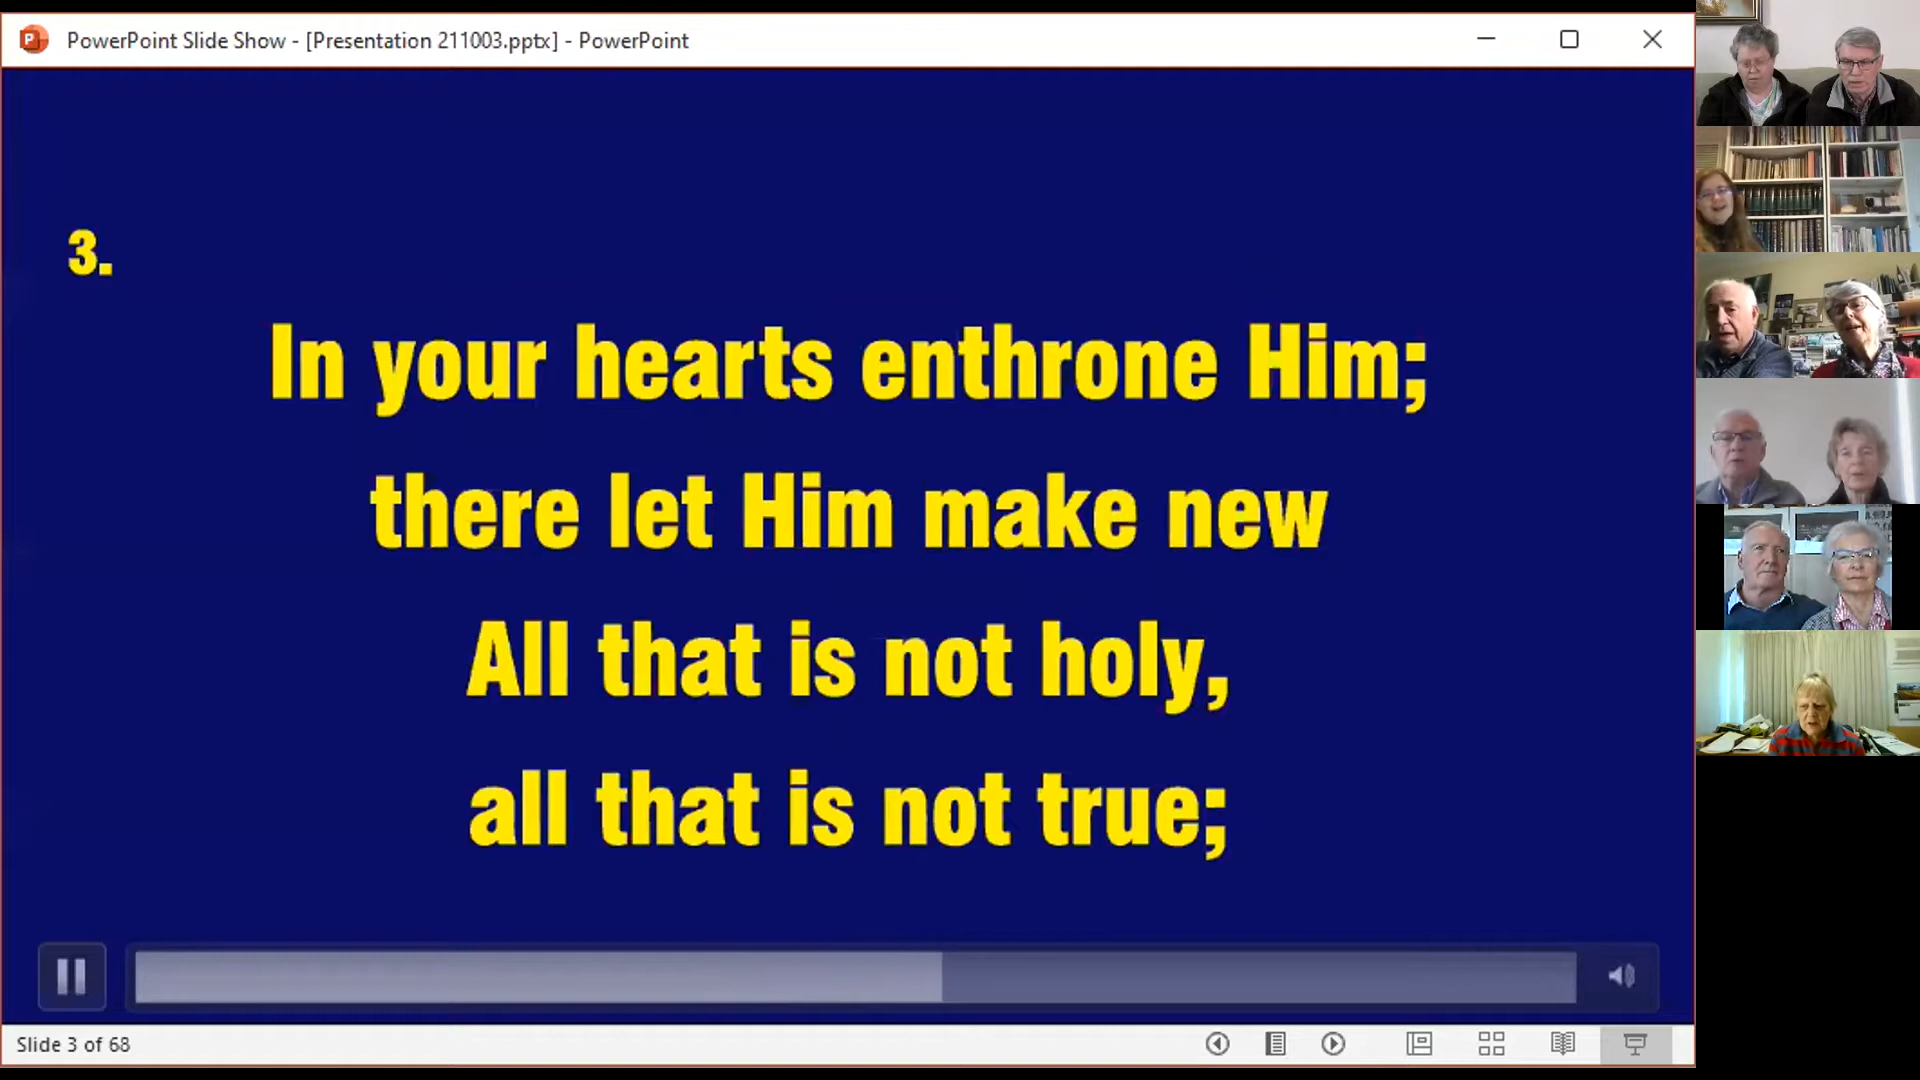 PowerPoint Slide Show - [Presentation 211003.pptx] - PowerPoint
3.
In your hearts enthrone Him;
there let Him make new
All that is not holy,
all that is not true;
Slide 3 of 68